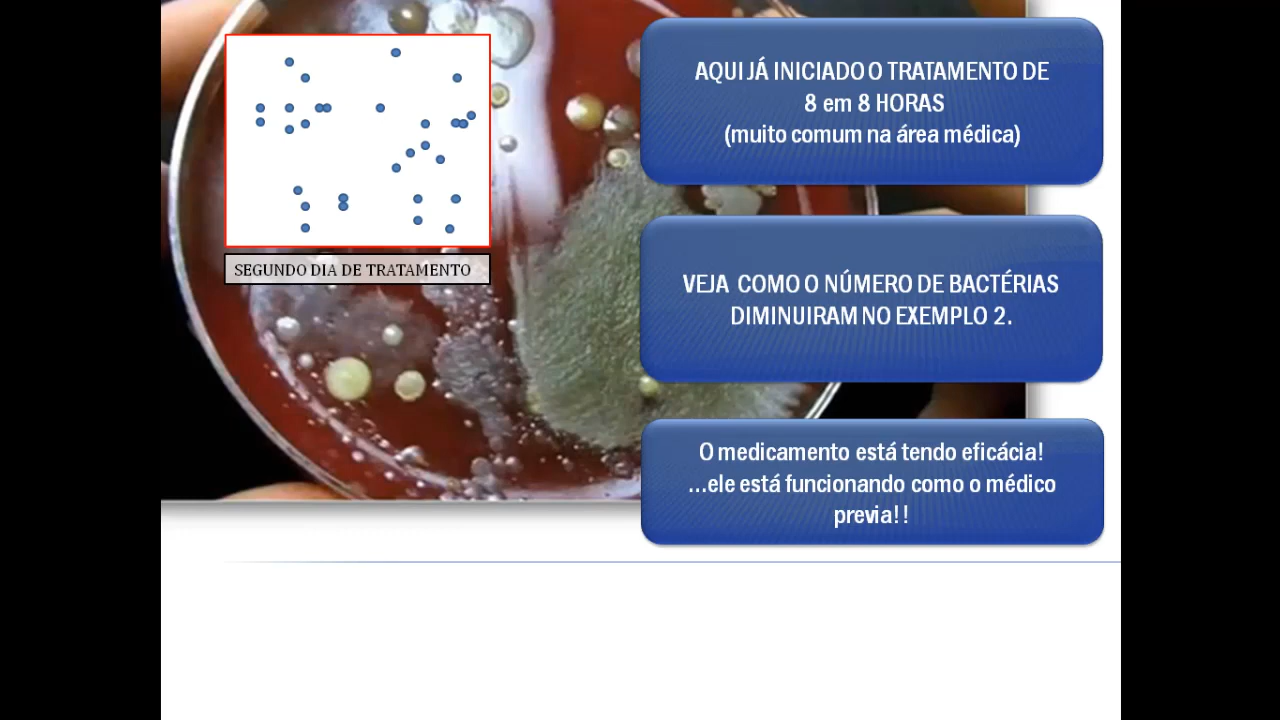 SEGUNDO DIA DE TRATAMENTO
AQUI JÁ INICIADO O TRATAMENTO DE
8 em 8 HORAS
(muito comum na área médica)
VEJA COMO O NÚMERO DE BACTÉRIAS
DIMINUIRAM NO EXEMPLO 2.
O medicamento está tendo eficácia!
...ele está funcionando como o médico
previa!!